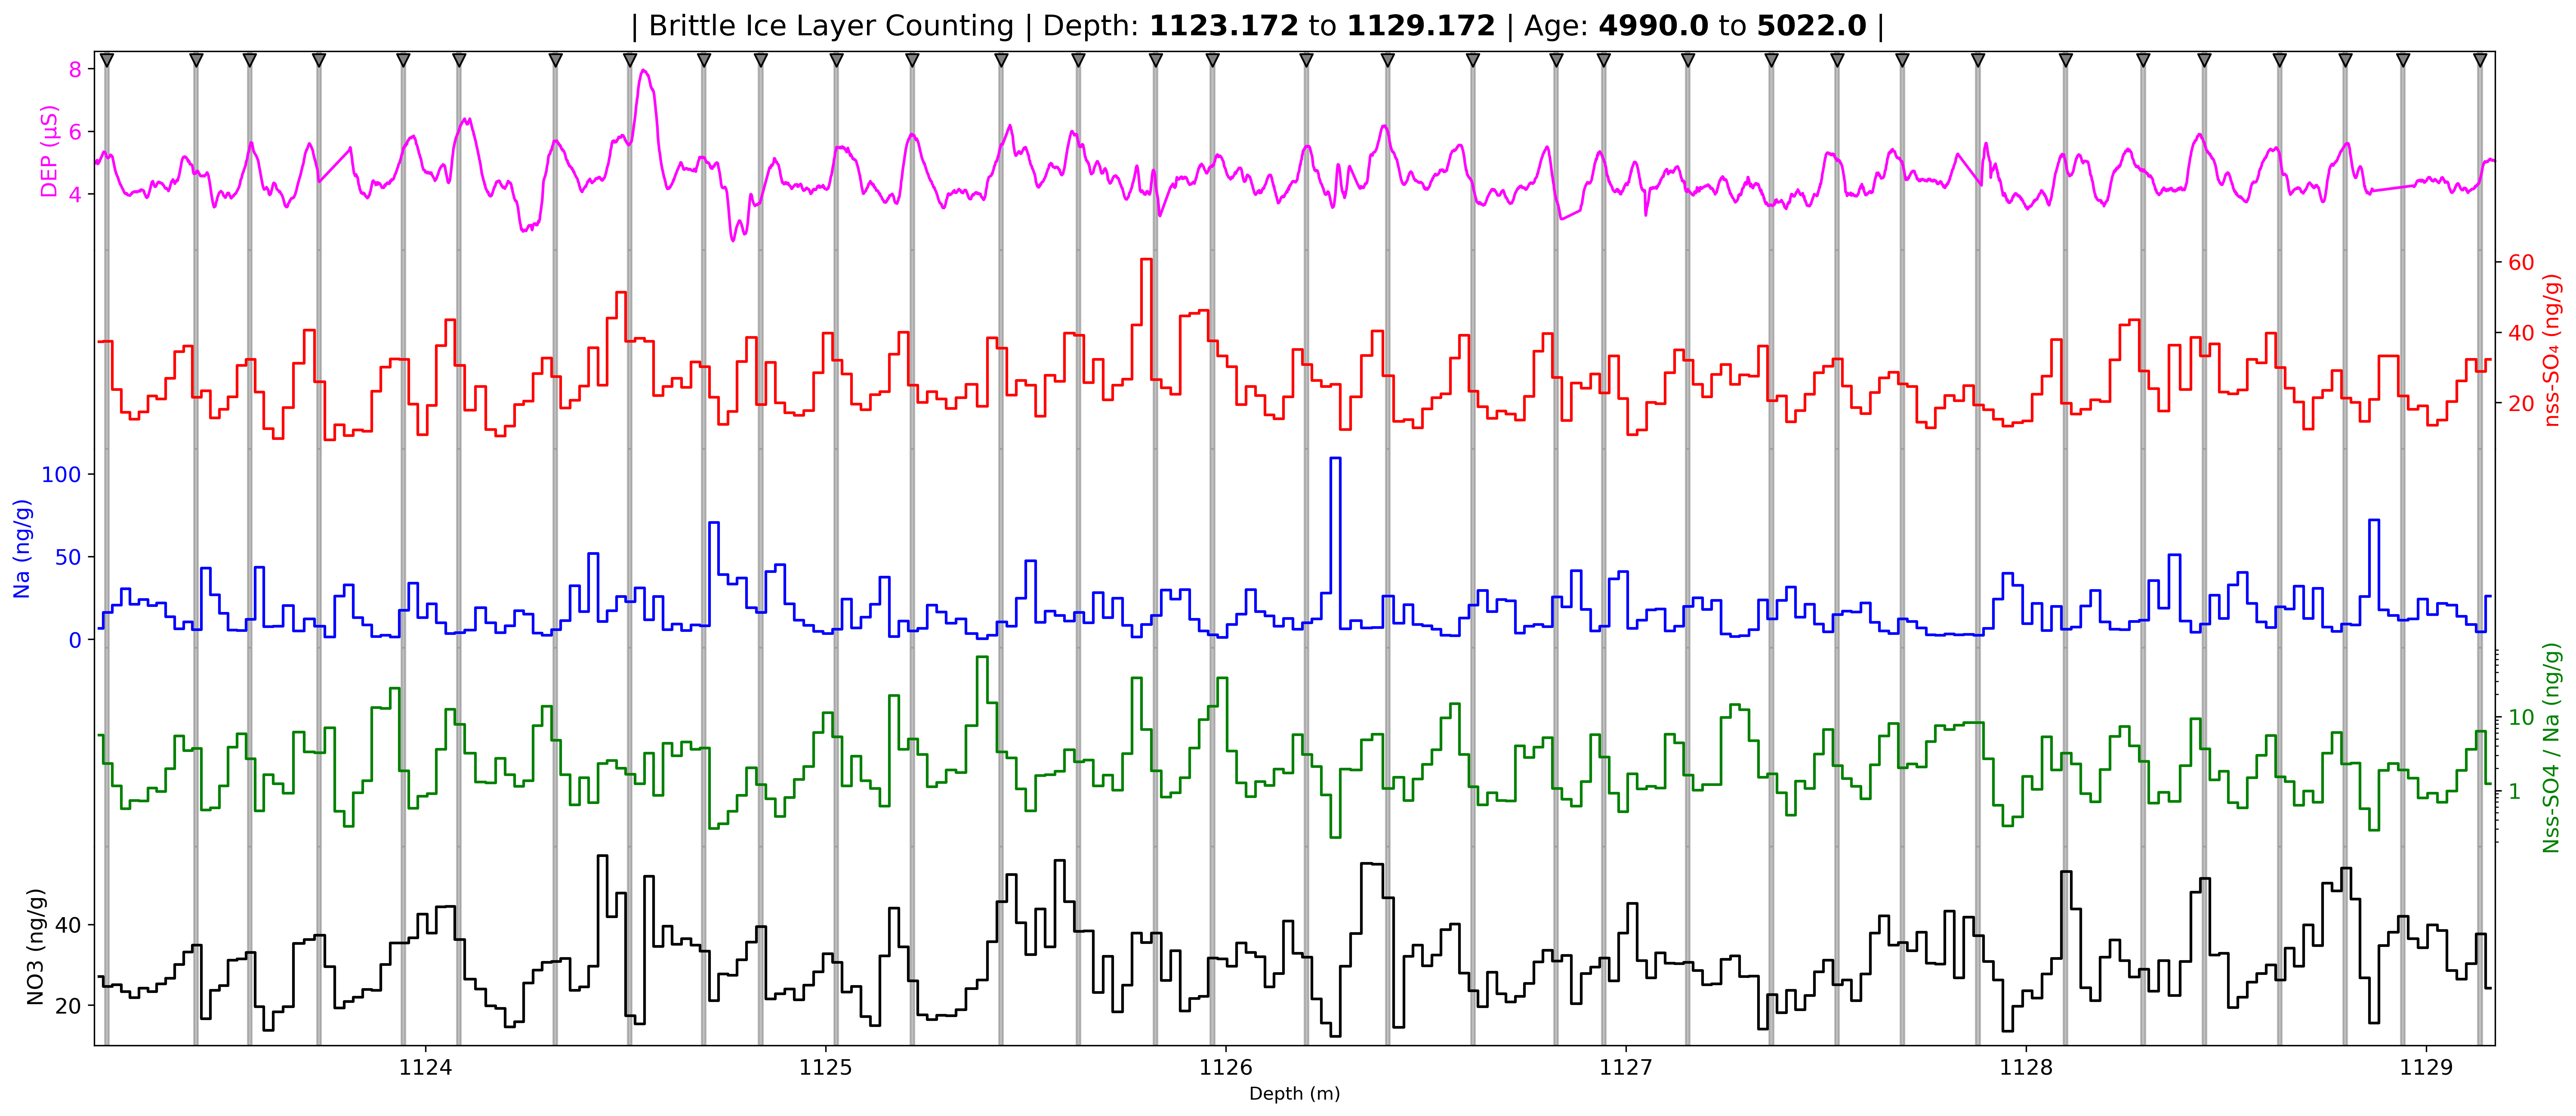 | Brittle Ice Layer Counting | Depth: 1123.172 to 1129.172 | Age: 4990.0 to 5022.0 |
DEP (μS)
8
6
4
nss-SO₄ (ng/g)
60
40
20
Na (ng/g)
100
50
0
Nss-SO4 / Na (ng/g)
10
1
NO3 (ng/g)
40
20
1124 1125 1126 1127 1128 1129
Depth (m)